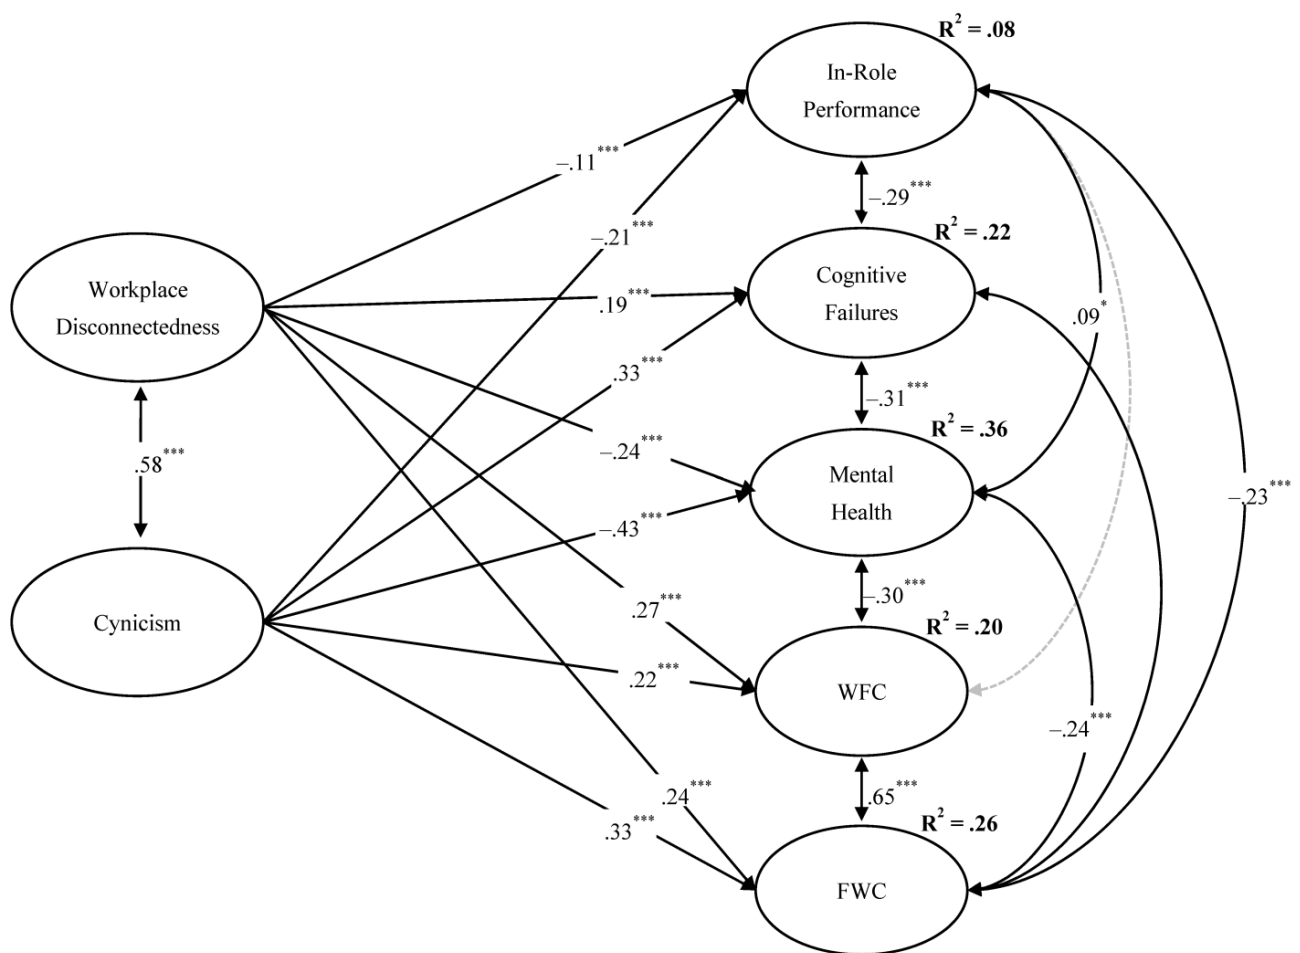 R² = .08
In-Role
Performance
–.11***
–.29***
–.21***
R² = .22
Workplace
Disconnectedness
Cognitive
Failures
.19***
.09*
.33***
–.31***
R² = .36
–.24***
.58***
Mental
Health
–.23***
–.43***
–.30***
.27***
R² = .20
Cynicism
.22***
WFC
–.24***
.24***
.65***
.33***
R² = .26
FWC